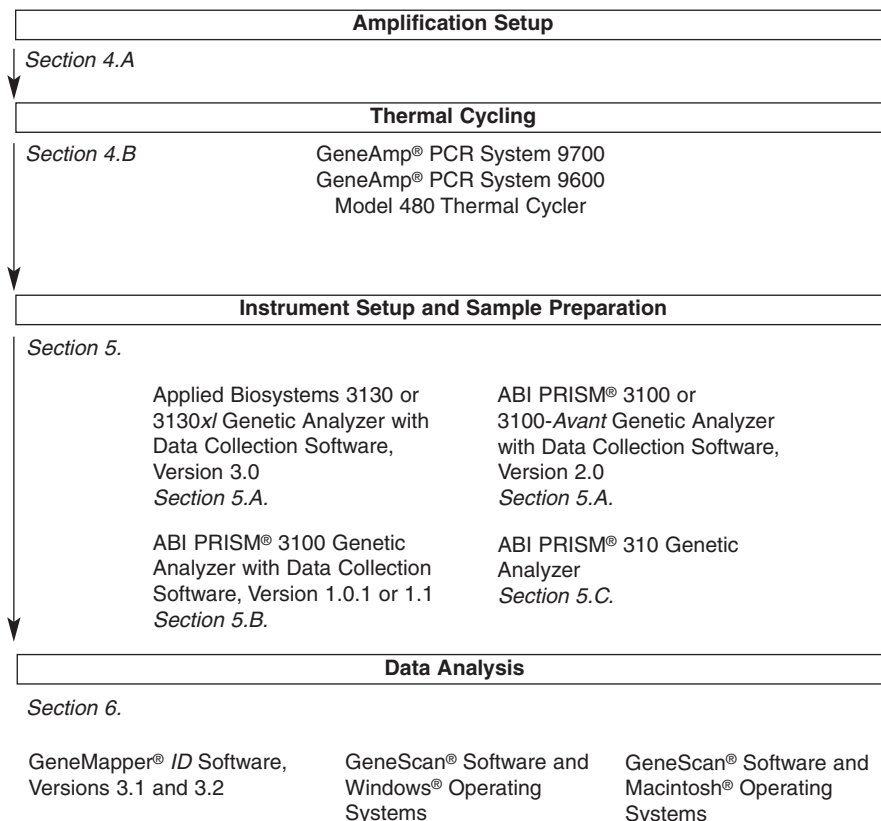 Amplification Setup
Section 4.A
Thermal Cycling
Section 4.B
GeneAmp® PCR System 9700
GeneAmp® PCR System 9600
Model 480 Thermal Cycler
Instrument Setup and Sample Preparation
Section 5.
Applied Biosystems 3130 or
3130xl Genetic Analyzer with
Data Collection Software,
Version 3.0
Section 5.A.
ABI PRISM® 3100 or
3100-Avant Genetic Analyzer
with Data Collection Software,
Version 2.0
Section 5.A.
ABI PRISM® 3100 Genetic
Analyzer with Data Collection
Software, Version 1.0.1 or 1.1
Section 5.B.
ABI PRISM® 310 Genetic
Analyzer
Section 5.C.
Data Analysis
Section 6.
GeneMapper® ID Software,
Versions 3.1 and 3.2
GeneScan® Software and
Windows® Operating
Systems
GeneScan® Software and
Macintosh® Operating
Systems